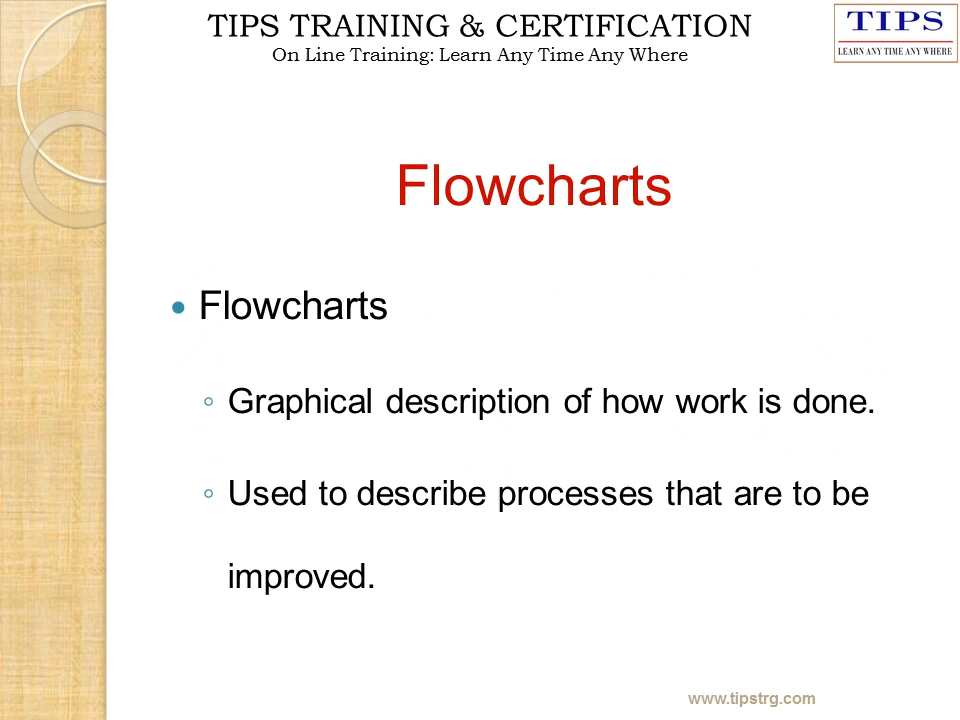 TIPS TRAINING & CERTIFICATION
On Line Training: Learn Any Time Any Where
TIPS
LEARN ANY TIME ANY WHERE
Flowcharts
Flowcharts
Graphical description of how work is done.
Used to describe processes that are to be
improved.
www.tipstrg.com